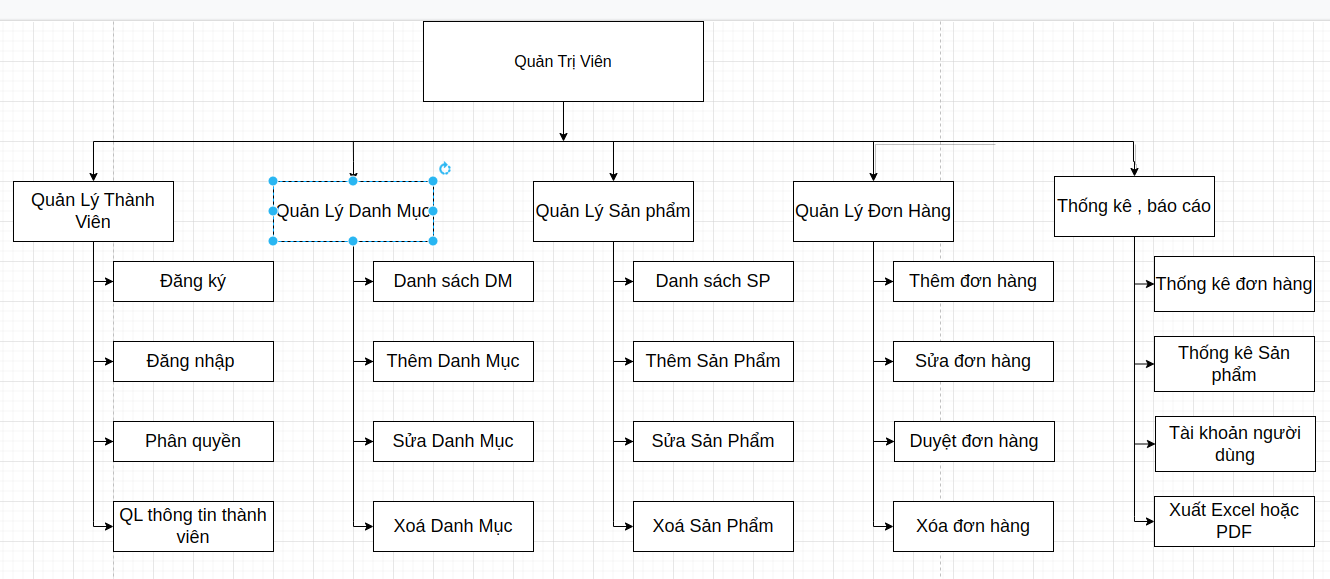 Quản Trị Viên
Quản Lý Thành
Viên
Quản Lý Danh Mục
Quản Lý Sản phẩm
Quản Lý Đơn Hàng
Thống kê , báo cáo
Đăng ký
Đăng nhập
Phân quyền
QL thông tin thành
viên
Danh sách DM
Thêm Danh Mục
Sửa Danh Mục
Xoá Danh Mục
Danh sách SP
Thêm Sản Phẩm
Sửa Sản Phẩm
Xoá Sản Phẩm
Thêm đơn hàng
Sửa đơn hàng
Duyệt đơn hàng
Xóa đơn hàng
Thống kê đơn hàng
Thống kê Sản
phẩm
Tài khoản người
dùng
Xuất Excel hoặc
PDF